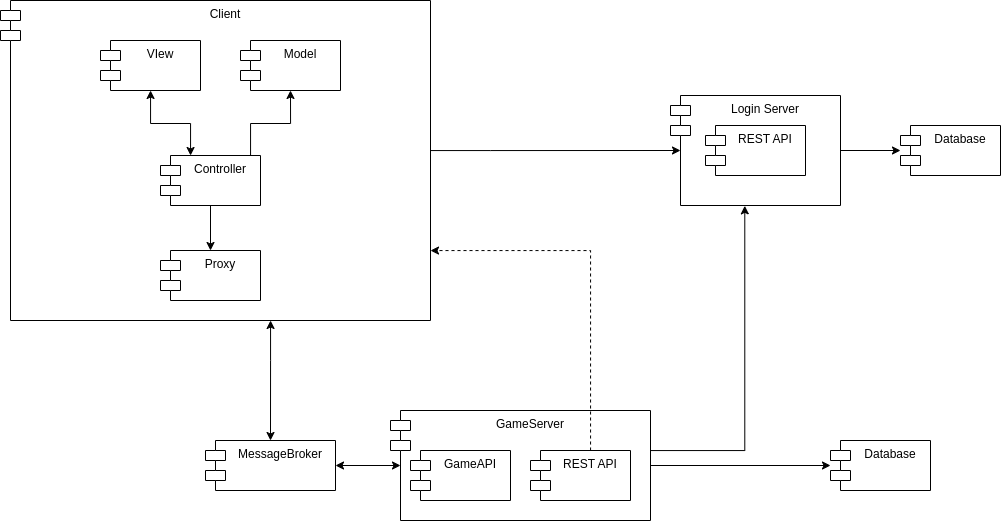 Client
VIew
Model
Login Server
REST API
Database
Controller
Proxy
GameServer
MessageBroker
GameAPI
REST API
Database